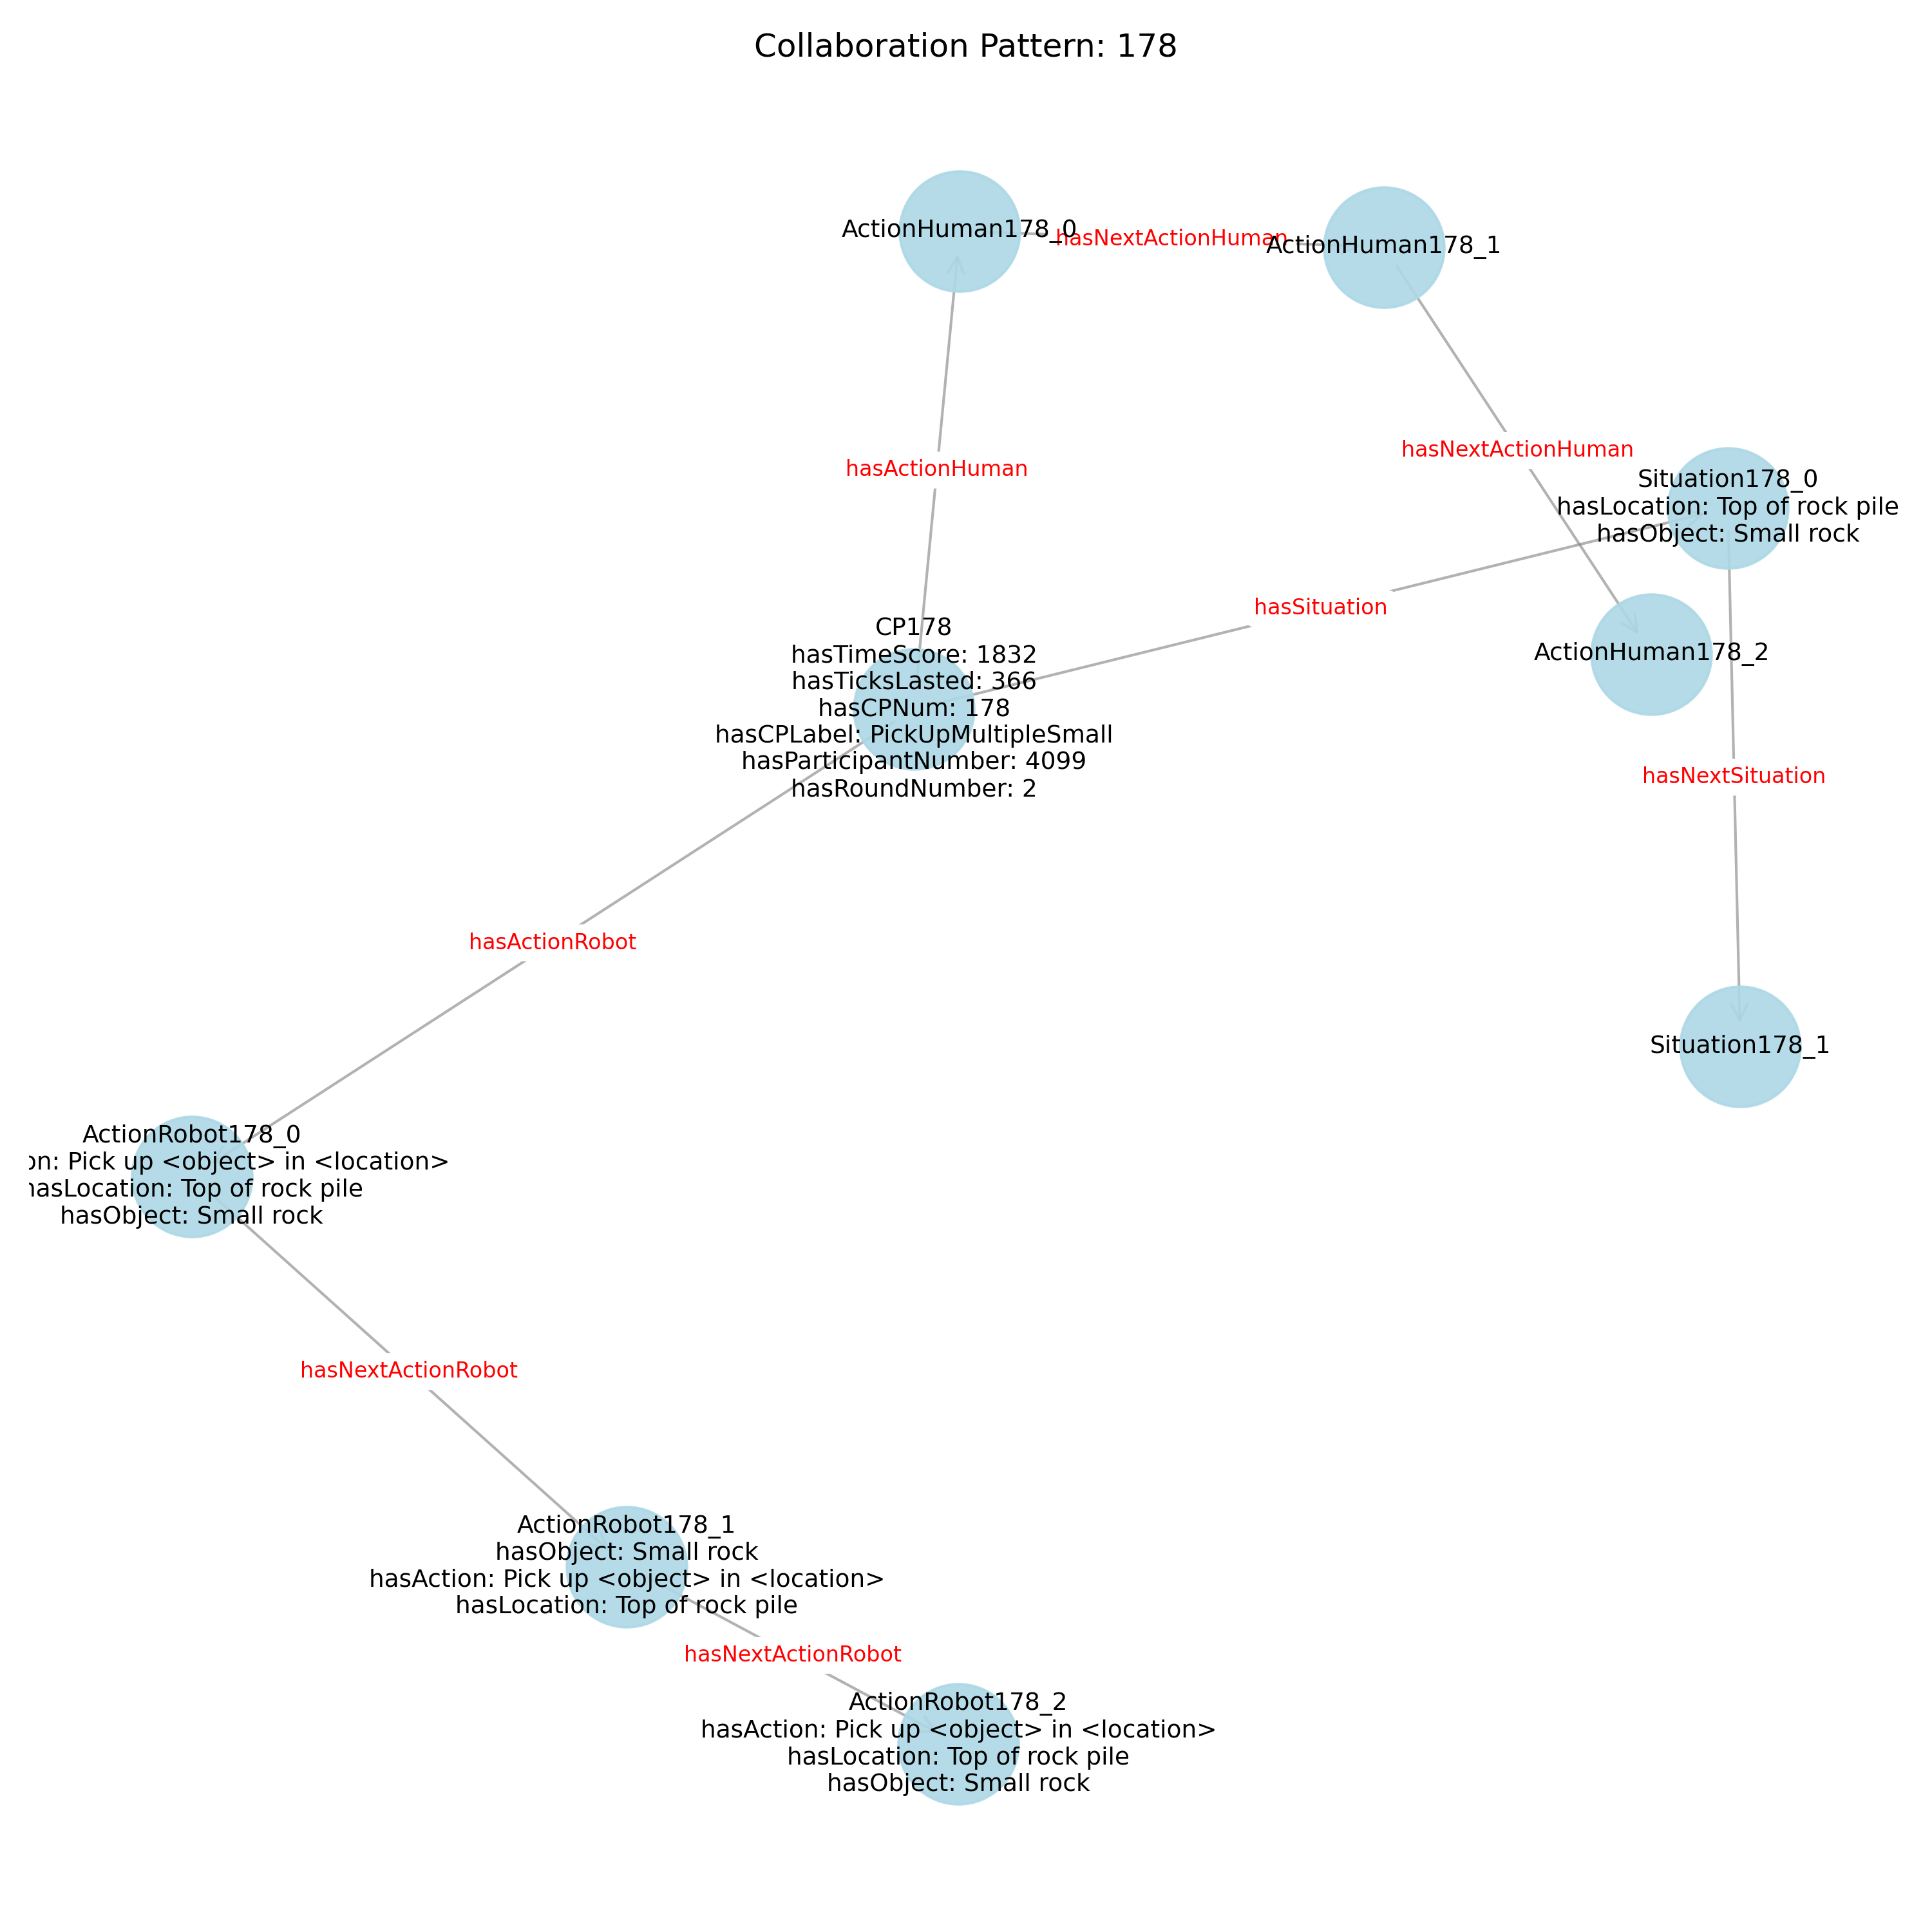 Collaboration Pattern: 178
ActionHuman178_0
hasNextActionHuman
ActionHuman178_1
hasActionHuman
hasNextActionHuman
Situation178_0
hasLocation: Top of rock pile
hasObject: Small rock
hasSituation
ActionHuman178_2
CP178
hasTimeScore: 1832
hasTicksLasted: 366
hasCPNum: 178
hasCPLabel: PickUpMultipleSmall
hasParticipantNumber: 4099
hasRoundNumber: 2
hasNextSituation
hasActionRobot
Situation178_1
ActionRobot178_0
on: Pick up <object> in <location>
hasLocation: Top of rock pile
hasObject: Small rock
hasNextActionRobot
ActionRobot178_1
hasObject: Small rock
hasAction: Pick up <object> in <location>
hasLocation: Top of rock pile
hasNextActionRobot
ActionRobot178_2
hasAction: Pick up <object> in <location>
hasLocation: Top of rock pile
hasObject: Small rock